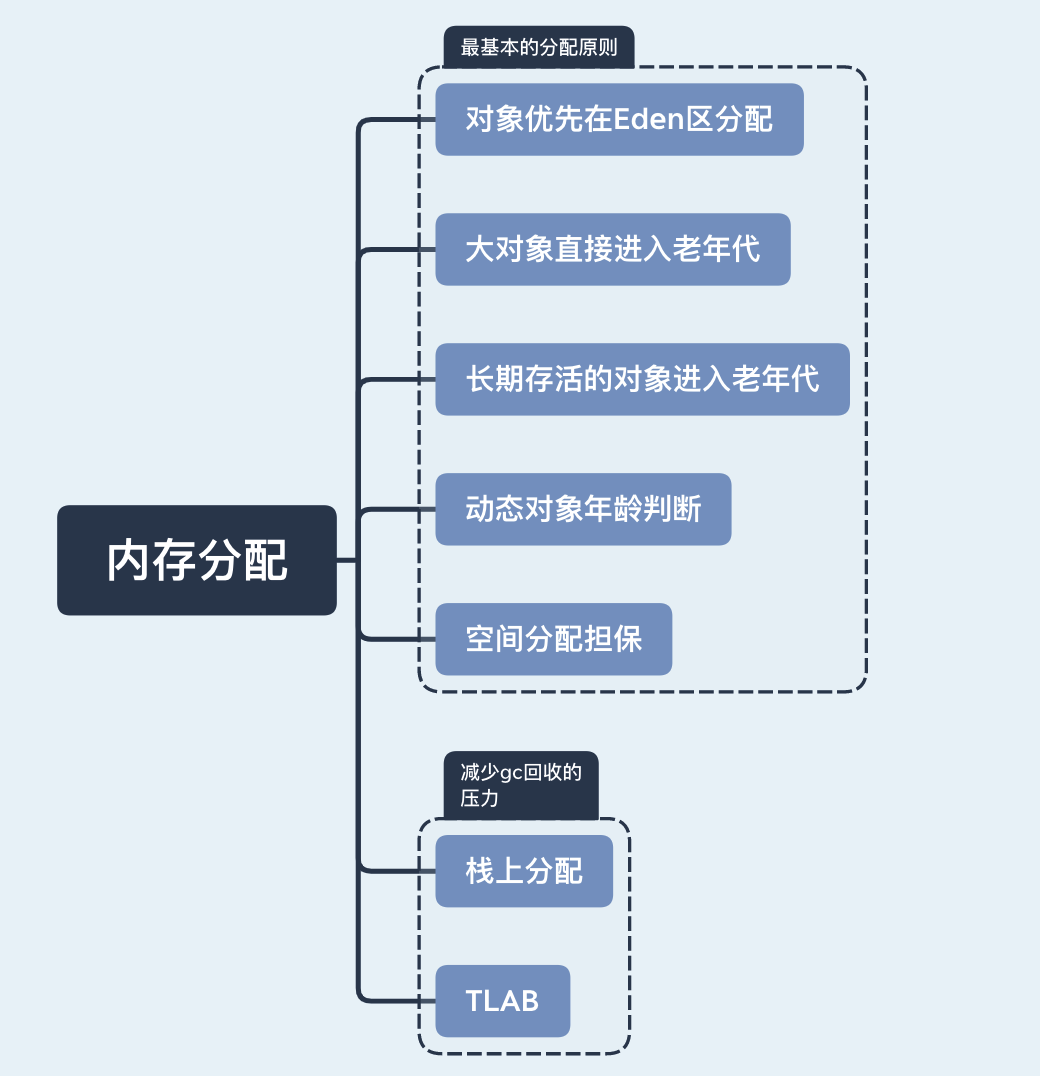 最基本的分配原则
对象优先在Eden区分配
大对象直接进入老年代
长期存活的对象进入老年代
动态对象年龄判断
内存分配
空间分配担保
减少gc回收的
压力
栈上分配
TLAB